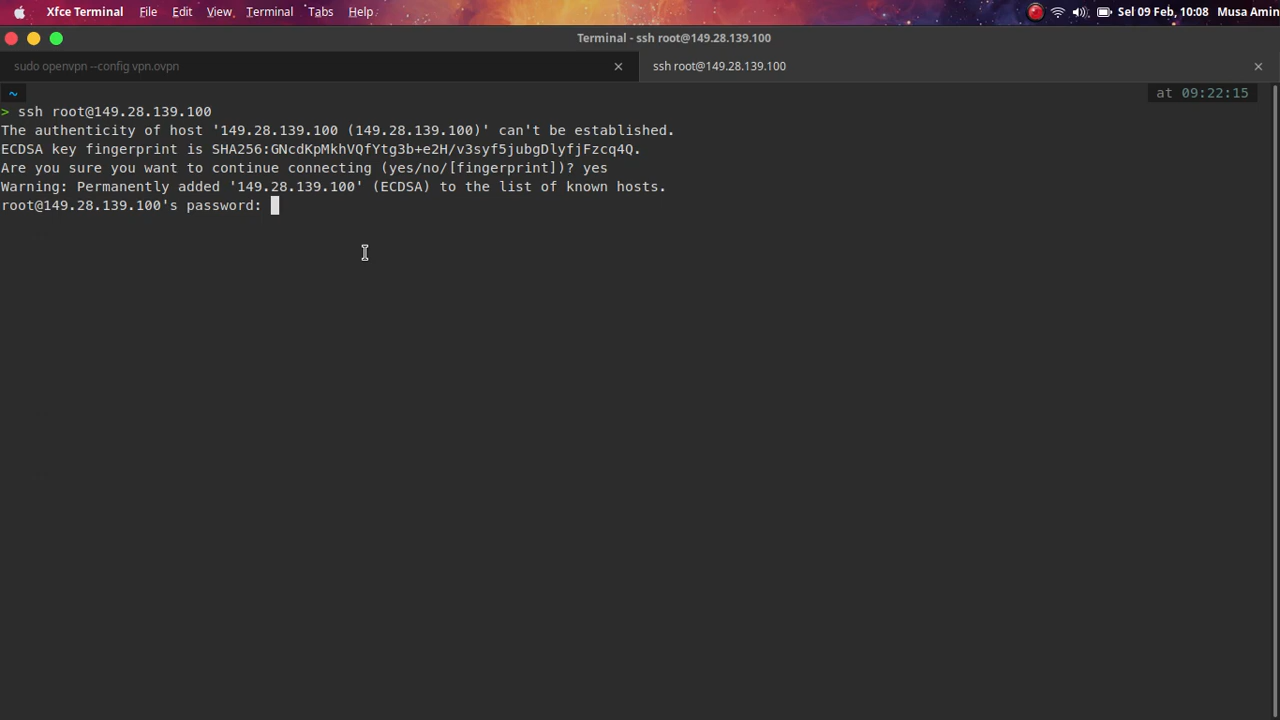 Xfce Terminal File Edit View Terminal Tabs Help Sel 09 Feb, 10:08 Musa Amin
Terminal - ssh root@149.28.139.100
sudo openvpn --config vpn.ovpn ssh root@149.28.139.100
~ at 09:22:15
> ssh root@149.28.139.100
The authenticity of host '149.28.139.100 (149.28.139.100)' can't be established.
ECDSA key fingerprint is SHA256:GNcdKpMkhVQfYtg3b+e2H/v3syf5jubgDlyfjFzcq4Q.
Are you sure you want to continue connecting (yes/no/[fingerprint])? yes
Warning: Permanently added '149.28.139.100' (ECDSA) to the list of known hosts.
root@149.28.139.100's password: